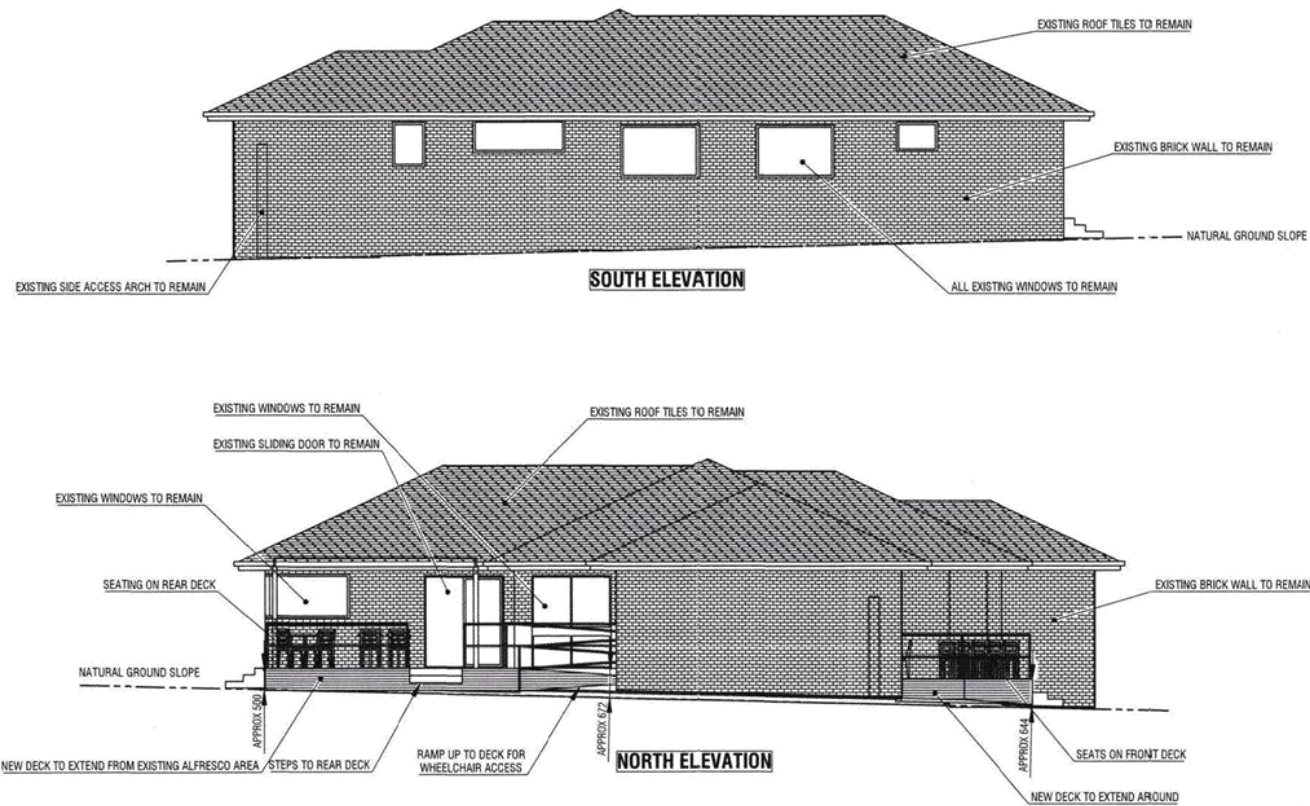 EXISTING ROOF TILES TO REMAIN
EXISTING BRICK WALL TO REMAIN
NATURAL GROUND SLOPE
EXISTING SIDE ACCESS ARCH TO REMAIN
SOUTH ELEVATION
ALL EXISTING WINDOWS TO REMAIN
EXISTING WINDOWS TO REMAIN
EXISTING ROOF TILES TO REMAIN
EXISTING SLIDING DOOR TO REMAIN
EXISTING WINDOWS TO REMAIN
SEATING ON REAR DECK
EXISTING BRICK WALL TO REMAIN
NATURAL GROUND SLOPE
APPROX 500
APPROX 672
APPROX 644
NEW DECK TO EXTEND FROM EXISTING ALFRESCO AREA
STEPS TO REAR DECK
RAMP UP TO DECK FOR
WHEELCHAIR ACCESS
NORTH ELEVATION
SEATS ON FRONT DECK
NEW DECK TO EXTEND AROUND